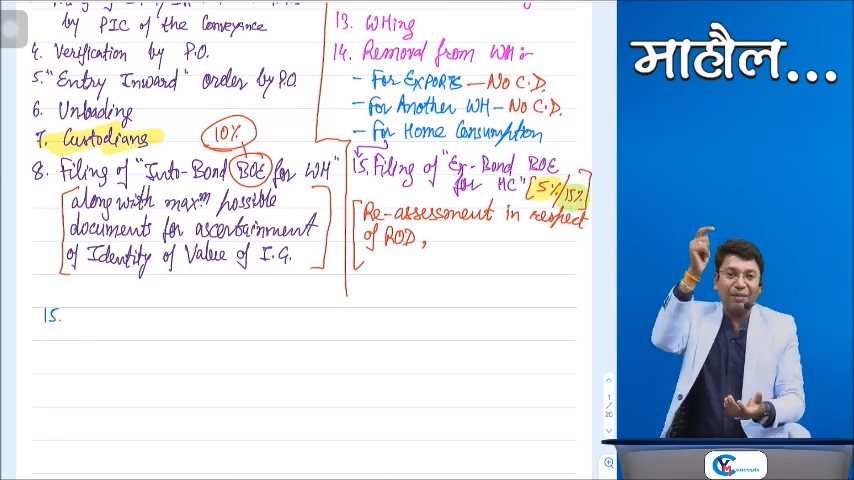 by PIC of the Conveyance
4. Verification by P.O.
5. "Entry Inward" order by P.O
6. Unloading
7. Custodians
10%
8. Filing of "Into-Bond BOE for WH"
along with max^m possible
documents for ascertainment
of Identity of Value of I.G.
15.
13. WHing
14. Removal from WH :-
- For EXPORTS - No C.D.
- For Another WH - No C.D.
- For Home Consumption
15. Filing of "Ex-Bond BOE
for HC" [5%/15%]
Re-assessment in respect
of ROD,
माहौल...
1
20
concepts